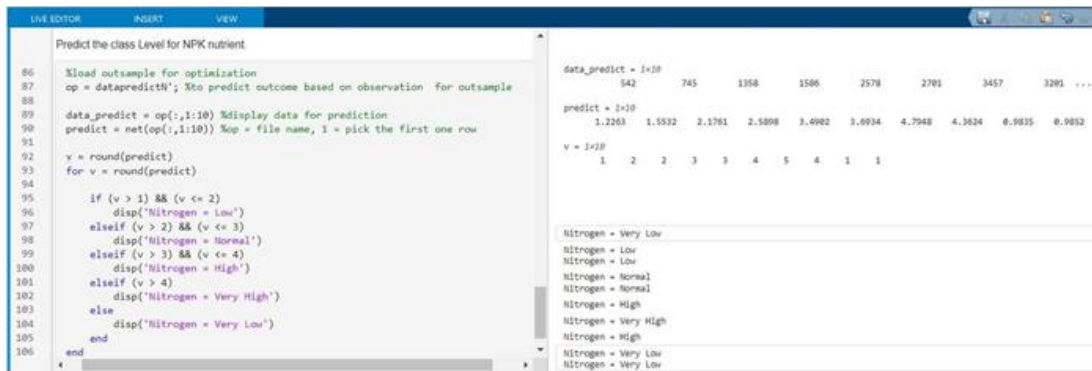 LIVE EDITOR INSERT VIEW
Predict the class Level for NPK nutrient.
86 %load outsample for optimization
87 op = datapredictN'; %to predict outcome based on observation for outsample
88
89 data_predict = op(:,1:10) %display data for prediction
90 predict = net(op(:,1:10)) %op = file name, 1 = pick the first one row
91
92 v = round(predict)
93 for v = round(predict)
94
95 if (v > 1) && (v <= 2)
96 disp('Nitrogen = Low')
97 elseif (v > 2) && (v <= 3)
98 disp('Nitrogen = Normal')
99 elseif (v > 3) && (v <= 4)
100 disp('Nitrogen = High')
101 elseif (v > 4)
102 disp('Nitrogen = Very High')
103 else
104 disp('Nitrogen = Very Low')
105 end
106 end
data_predict = 1×10
542 745 1358 1586 2578 2701 3457 3201 ...
predict = 1×10
1.2263 1.5532 2.1761 2.5898 3.4902 3.6034 4.7948 4.3624 0.9835 0.9852
v = 1×10
1 2 2 3 3 4 5 4 1 1
Nitrogen = Very Low
Nitrogen = Low
Nitrogen = Low
Nitrogen = Normal
Nitrogen = Normal
Nitrogen = High
Nitrogen = Very High
Nitrogen = High
Nitrogen = Very Low
Nitrogen = Very Low